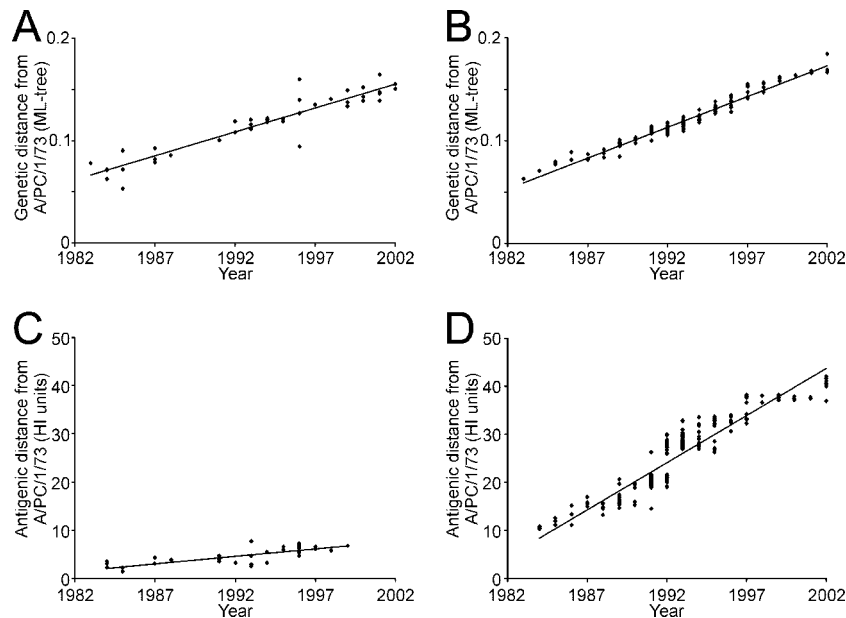 A
Genetic distance from
A/PC/1/73 (ML-tree)
0.2
0.1
0
1982
1987
1992
1997
2002
Year
B
Genetic distance from
A/PC/1/73 (ML-tree)
0.2
0.1
0
1982
1987
1992
1997
2002
Year
C
Antigenic distance from
A/PC/1/73 (HI units)
50
40
30
20
10
0
1982
1987
1992
1997
2002
Year
D
Antigenic distance from
A/PC/1/73 (HI units)
50
40
30
20
10
0
1982
1987
1992
1997
2002
Year